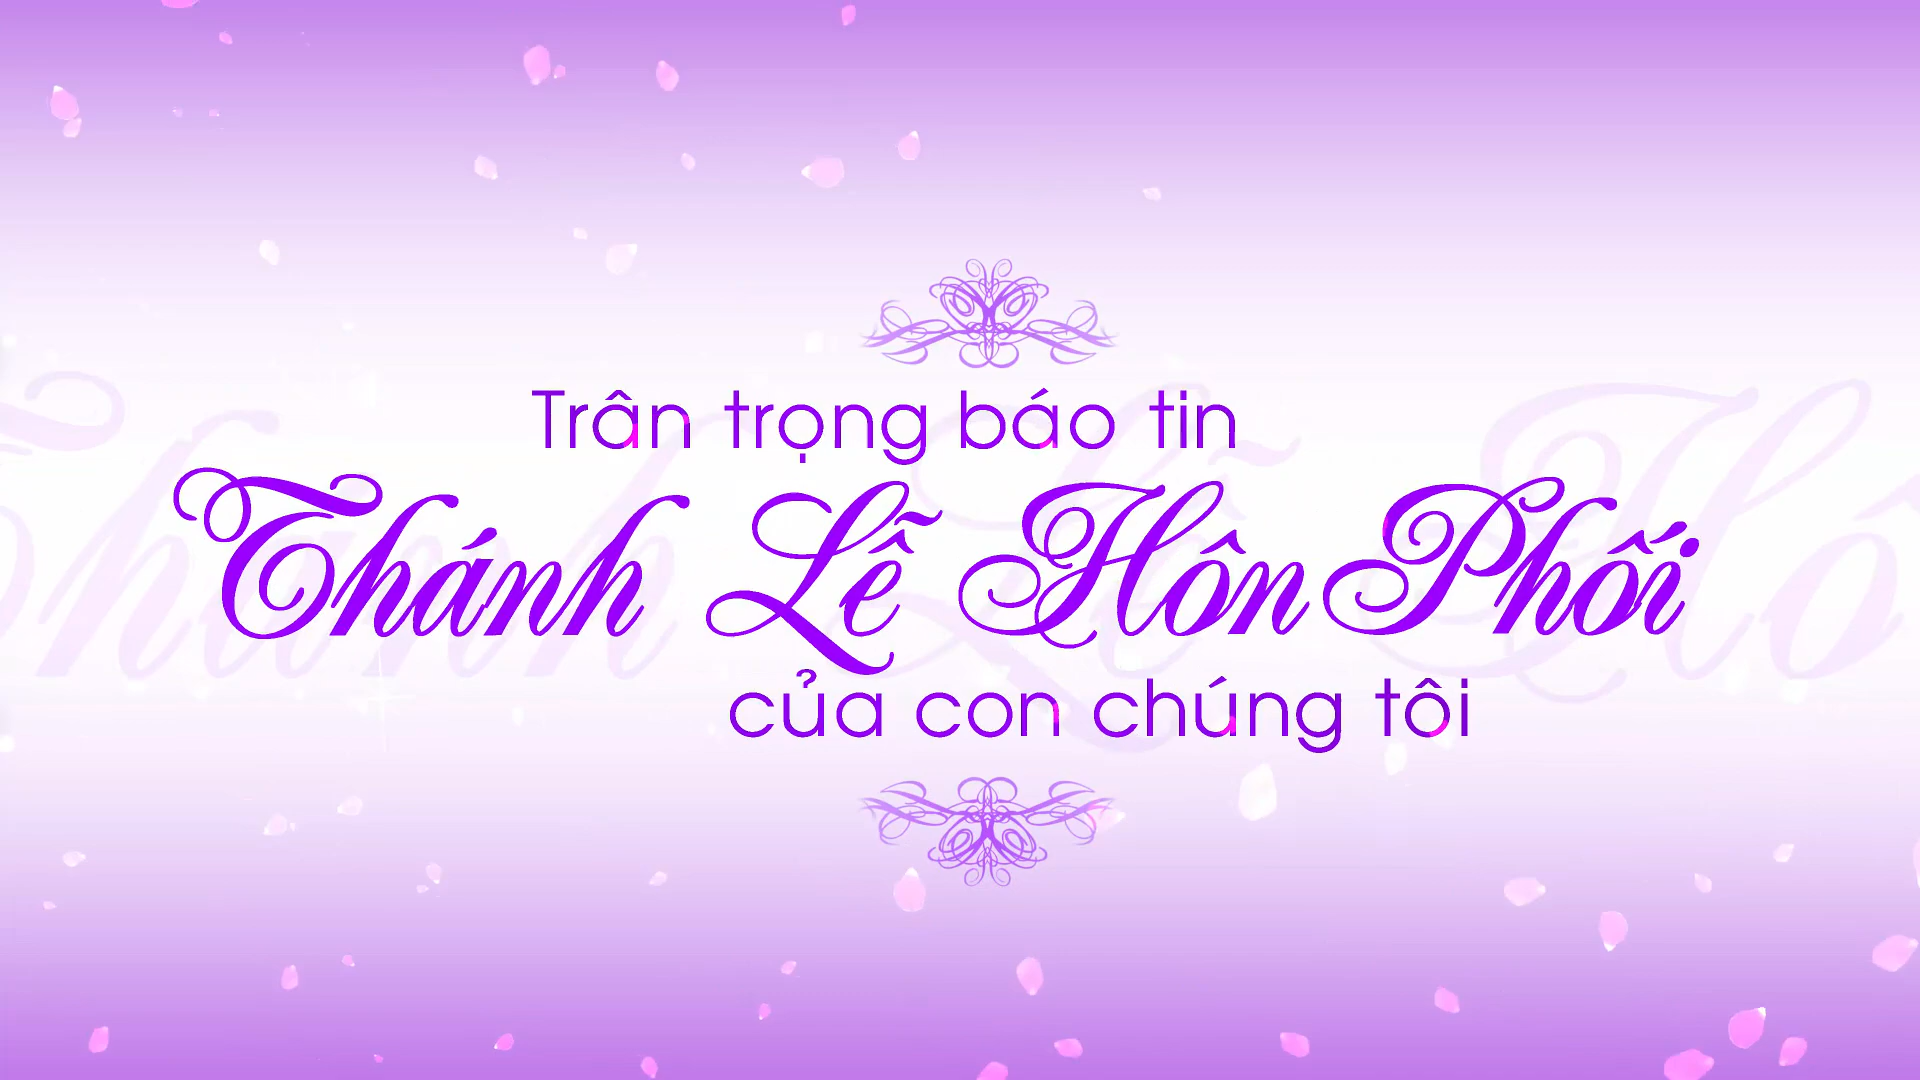 Trân trọng báo tin
Thánh Lễ Hôn Phối
của con chúng tôi